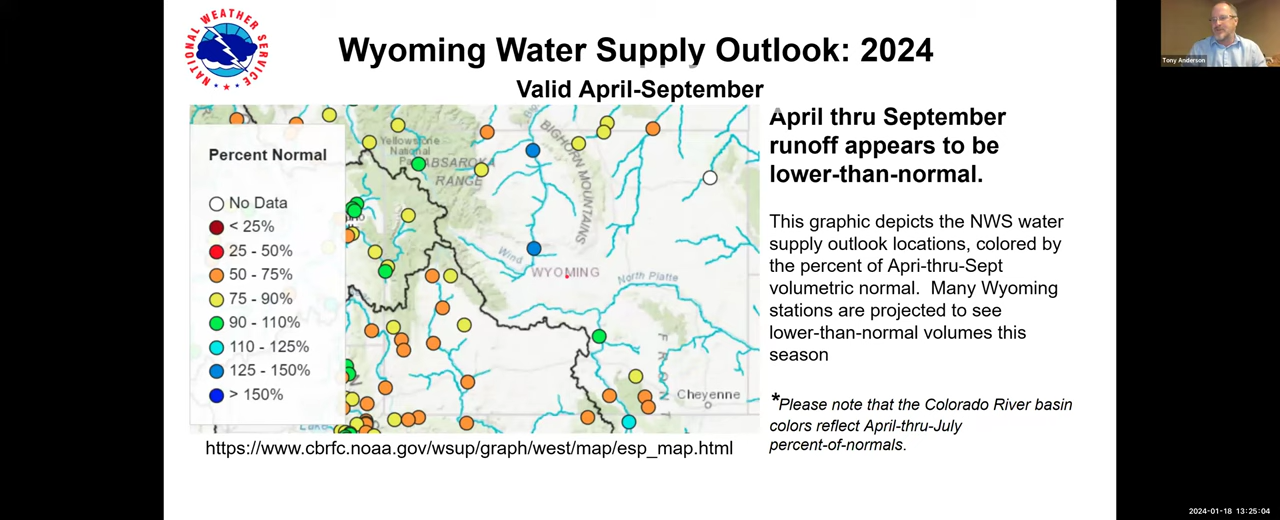 NATIONAL WEATHER SERVICE
Wyoming Water Supply Outlook: 2024
Valid April-September
Tony Anderson
Percent Normal
No Data
< 25%
25 - 50%
50 - 75%
75 - 90%
90 - 110%
110 - 125%
125 - 150%
> 150%
Yellowstone
National
ABSAROKA
RANGE
BIGHORN MOUNTAINS
Wind
WYOMING
North Platte
Cheyenne
April thru September
runoff appears to be
lower-than-normal.
This graphic depicts the NWS water
supply outlook locations, colored by
the percent of Apri-thru-Sept
volumetric normal. Many Wyoming
stations are projected to see
lower-than-normal volumes this
season
*Please note that the Colorado River basin
colors reflect April-thru-July
percent-of-normals.
https://www.cbrfc.noaa.gov/wsup/graph/west/map/esp_map.html
2024-01-18 13:25:04